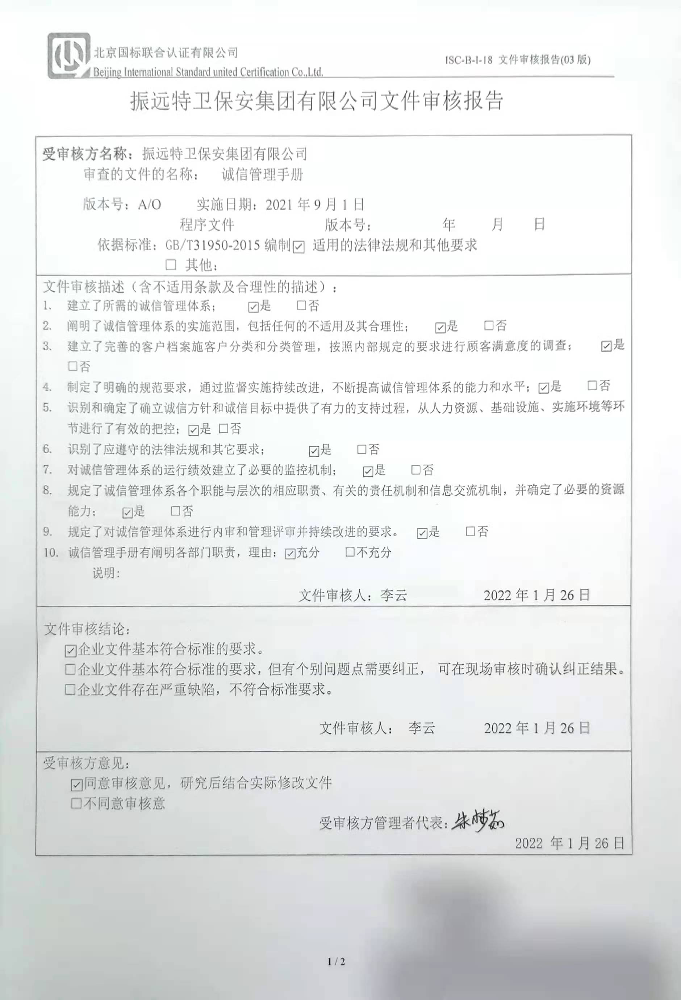 北京国标联合认证有限公司
Beijing International Standard united Certification Co.,Ltd.
ISC-B-I-18 文件审核报告(03 版)
振远特卫保安集团有限公司文件审核报告
受审核方名称：振远特卫保安集团有限公司
审查的文件的名称： 诚信管理手册
版本号：A/O 实施日期：2021 年 9 月 1 日
程序文件 版本号： 年 月 日
依据标准：GB/T31950-2015 编制☑ 适用的法律法规和其他要求
□ 其他：
文件审核描述（含不适用条款及合理性的描述）:
1. 建立了所需的诚信管理体系； ☑是 □否
2. 阐明了诚信管理体系的实施范围，包括任何的不适用及其合理性； ☑是 □否
3. 建立了完善的客户档案施客户分类和分类管理，按照内部规定的要求进行顾客满意度的调查； ☑是
□否
4. 制定了明确的规范要求，通过监督实施持续改进，不断提高诚信管理体系的能力和水平；☑是 □否
5. 识别和确定了确立诚信方针和诚信目标中提供了有力的支持过程，从人力资源、基础设施、实施环境等环
节进行了有效的把控；☑是 □否
6. 识别了应遵守的法律法规和其它要求； ☑是 □否
7. 对诚信管理体系的运行绩效建立了必要的监控机制； ☑是 □否
8. 规定了诚信管理体系各个职能与层次的相应职责、有关的责任机制和信息交流机制，并确定了必要的资源
能力； ☑是 □否
9. 规定了对诚信管理体系进行内审和管理评审并持续改进的要求。 ☑是 □否
10. 诚信管理手册有阐明各部门职责，理由：☑充分 □不充分
说明：
文件审核人：李云 2022 年 1 月 26 日
文件审核结论：
☑企业文件基本符合标准的要求。
□企业文件基本符合标准的要求，但有个别问题点需要纠正， 可在现场审核时确认纠正结果。
□企业文件存在严重缺陷，不符合标准要求。
文件审核人： 李云 2022 年 1 月 26 日
受审核方意见：
☑同意审核意见，研究后结合实际修改文件
□不同意审核意
受审核方管理者代表：朱梦茹
2022 年 1 月 26 日
1 / 2